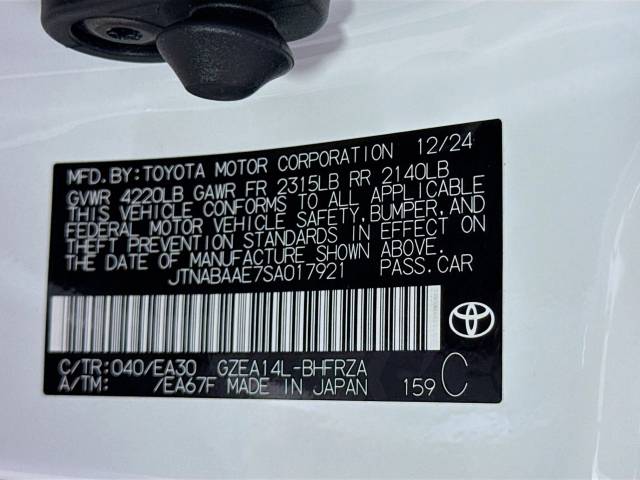 MFD.BY:TOYOTA MOTOR CORPORATION 12/24
GVWR 4220LB GAWR FR 2315LB RR 2140LB
THIS VEHICLE CONFORMS TO ALL APPLICABLE
FEDERAL MOTOR VEHICLE SAFETY,BUMPER,AND
THEFT PREVENTION STANDARDS IN EFFECT ON
THE DATE OF MANUFACTURE SHOWN ABOVE.
JTNABAAE7SA017921 PASS.CAR
C/TR:040/EA30 GZEA14L-BHFRZA
A/TM: /EA67F MADE IN JAPAN 159 C